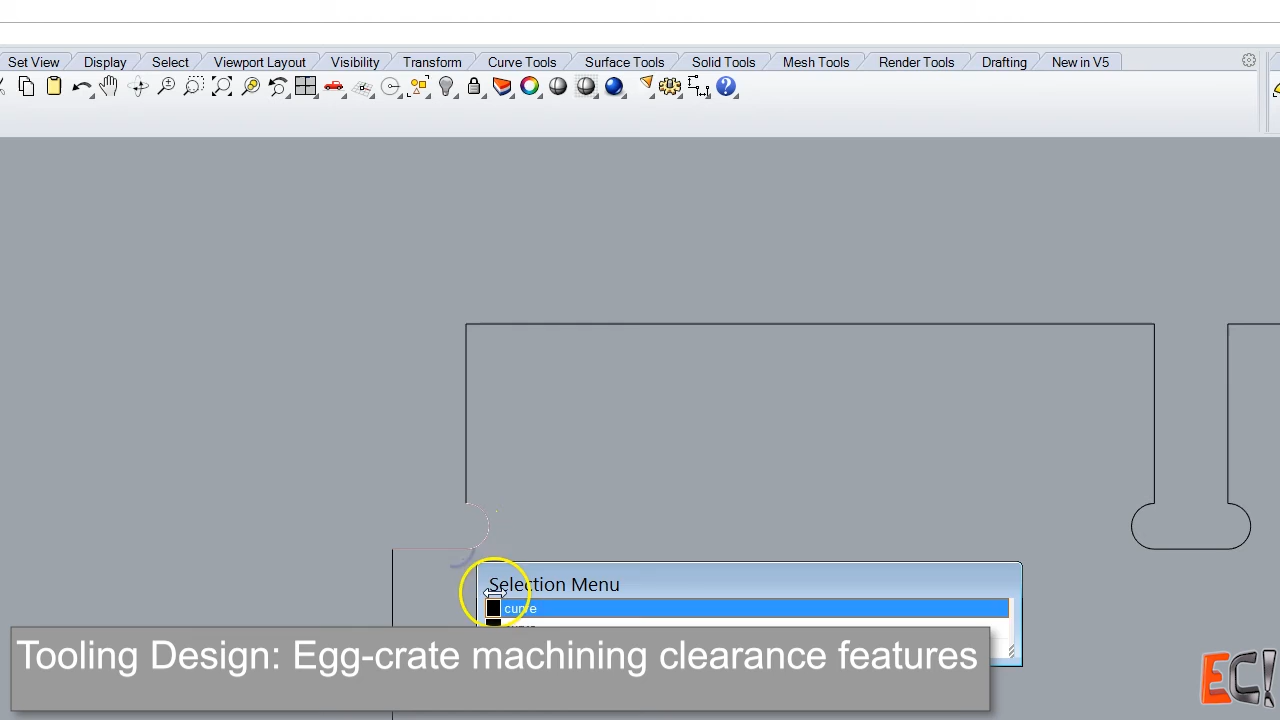 Set View Display Select Viewport Layout Visibility Transform Curve Tools Surface Tools Solid Tools Mesh Tools Render Tools Drafting New in V5
Selection Menu
curve
Tooling Design: Egg-crate machining clearance features
EC!